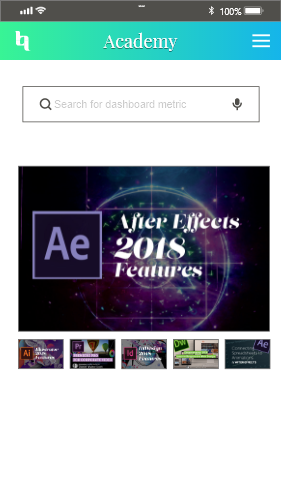 100%
Academy
Search for dashboard metric
Ae
After Effects
2018
Features
Ai
Illustrator
2018
Features
Pr
Id
InDesign
2018
Features
Dw
Ae